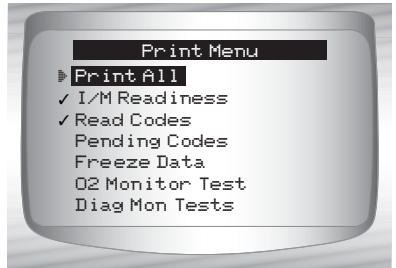 Print Menu
Print All
✓ I/M Readiness
✓ Read Codes
Pending Codes
Freeze Data
O2 Monitor Test
Diag Mon Tests